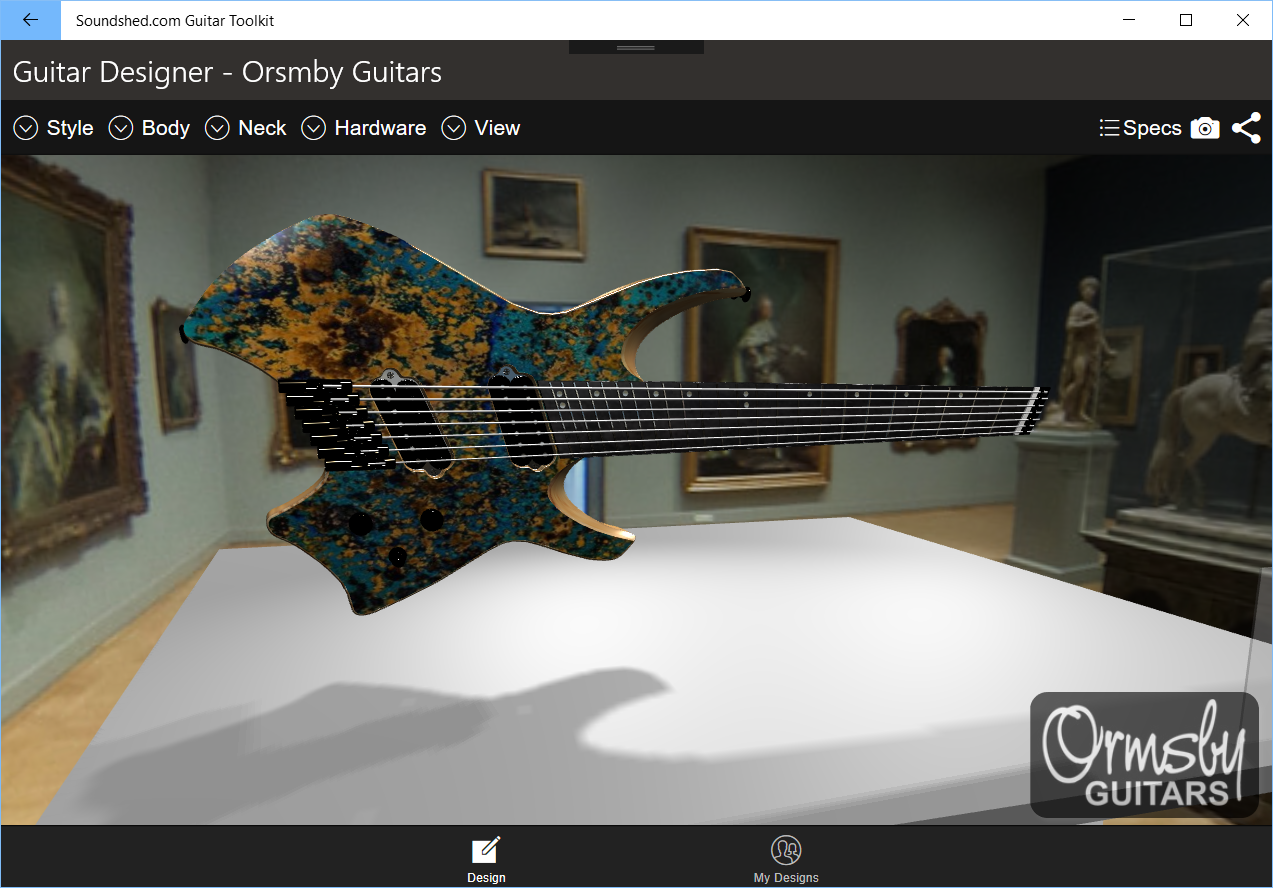 Soundshed.com Guitar Toolkit
Guitar Designer - Orsmby Guitars
Style Body Neck Hardware View Specs
Ormsby
GUITARS
Design My Designs